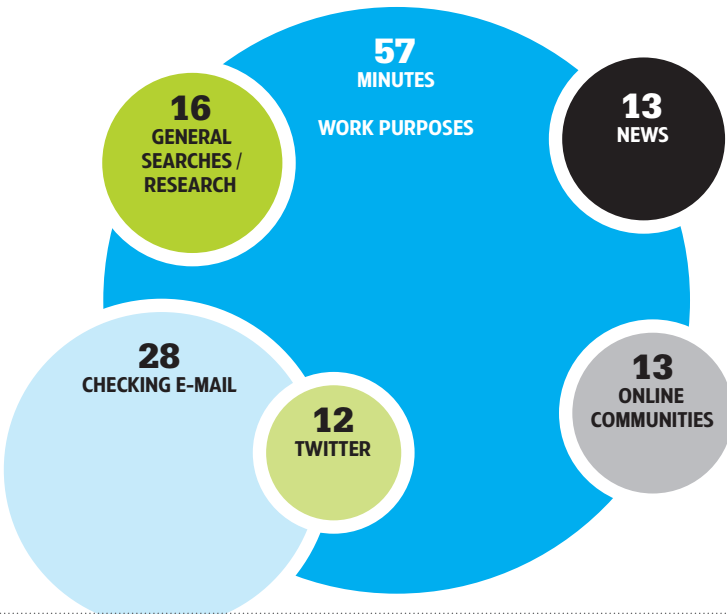 57
MINUTES
WORK PURPOSES
16
GENERAL
SEARCHES /
RESEARCH
13
NEWS
28
CHECKING E-MAIL
12
TWITTER
13
ONLINE
COMMUNITIES